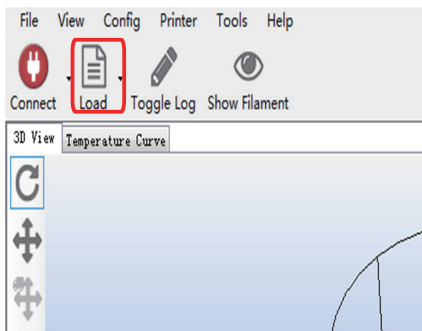 File View Config Printer Tools Help
Connect Load Toggle Log Show Filament
3D View Temperature Curve